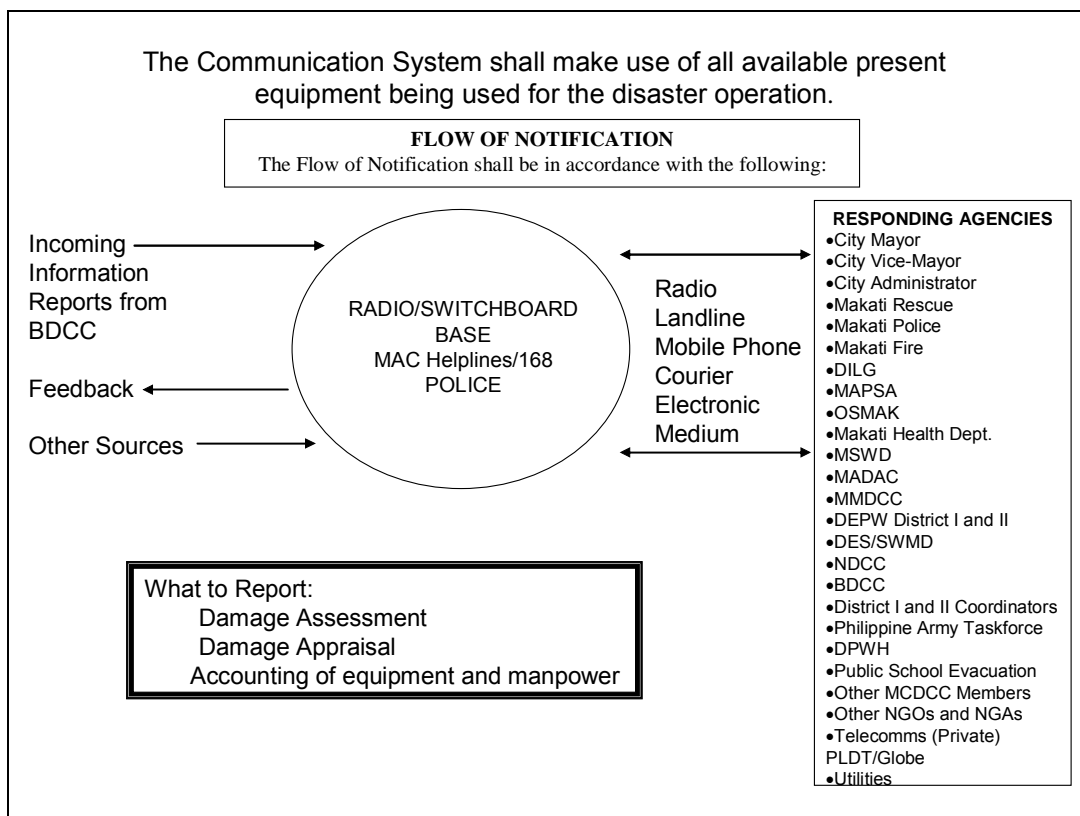 The Communication System shall make use of all available present
equipment being used for the disaster operation.
FLOW OF NOTIFICATION
The Flow of Notification shall be in accordance with the following:
Incoming
Information
Reports from
BDCC
Feedback
Other Sources
RADIO/SWITCHBOARD
BASE
MAC Helplines/168
POLICE
Radio
Landline
Mobile Phone
Courier
Electronic
Medium
RESPONDING AGENCIES
•City Mayor
•City Vice-Mayor
•City Administrator
•Makati Rescue
•Makati Police
•Makati Fire
•DILG
•MAPSA
•OSMAK
•Makati Health Dept.
•MSWD
•MADAC
•MMDCC
•DEPW District I and II
•DES/SWMD
•NDCC
•BDCC
•District I and II Coordinators
•Philippine Army Taskforce
•DPWH
•Public School Evacuation
•Other MCDCC Members
•Other NGOs and NGAs
•Telecomms (Private)
PLDT/Globe
•Utilities
What to Report:
Damage Assessment
Damage Appraisal
Accounting of equipment and manpower